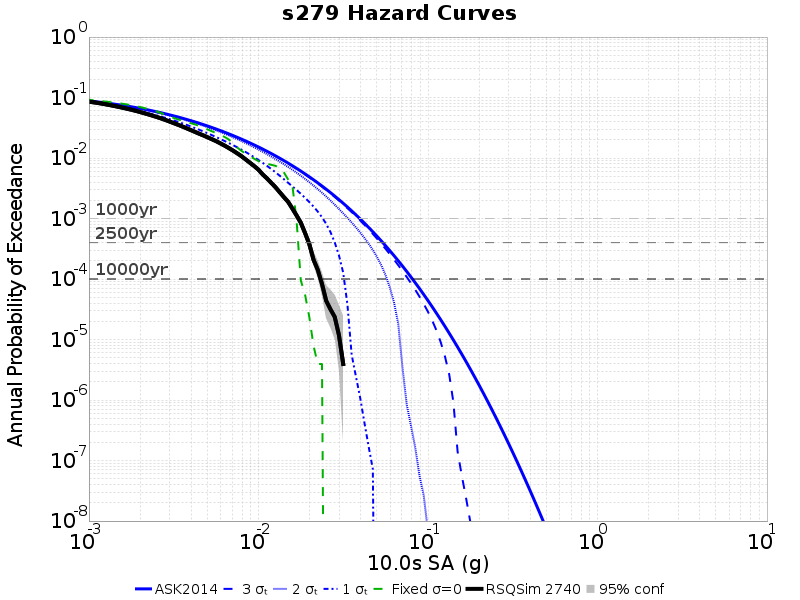 s279 Hazard Curves
Annual Probability of Exceedance
10^0
10^-1
10^-2
10^-3
10^-4
10^-5
10^-6
10^-7
10^-8
1000yr
2500yr
10000yr
10^-3 10^-2 10^-1 10^0 10^1
10.0s SA (g)
ASK2014 3 σₜ 2 σₜ 1 σₜ Fixed σ=0 RSQSim 2740 95% conf